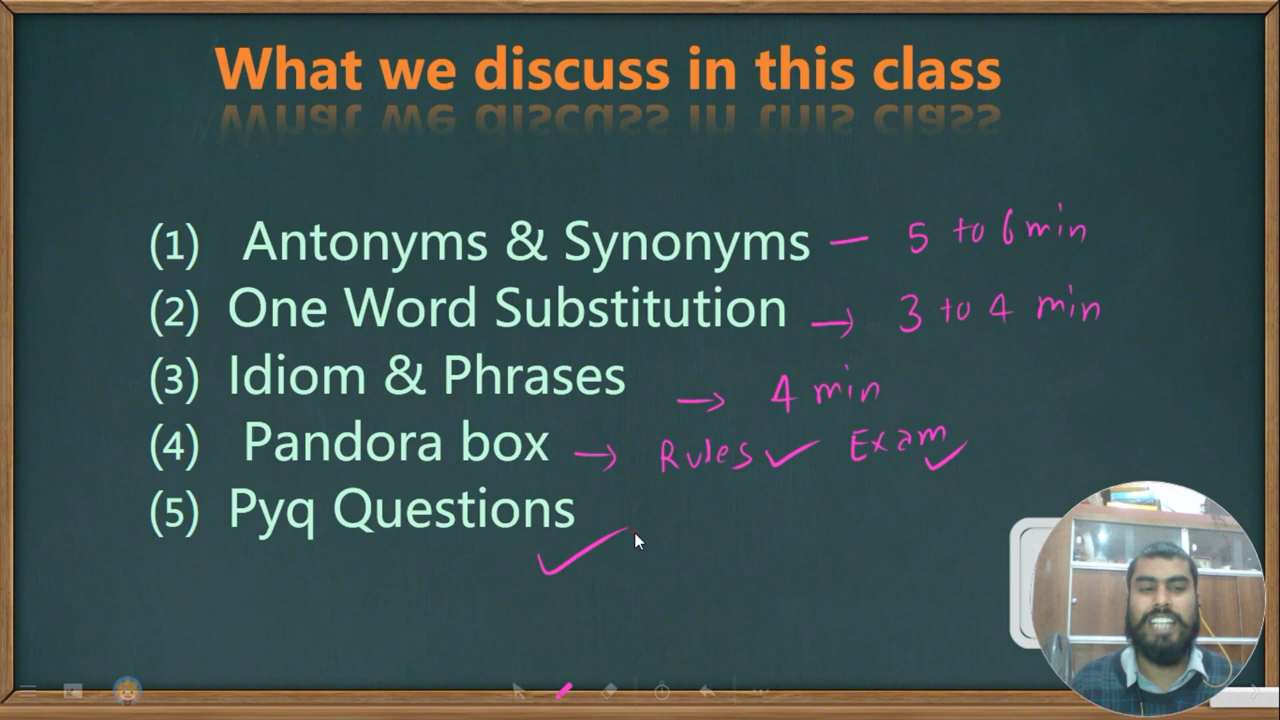 What we discuss in this class
(1) Antonyms & Synonyms — 5 to 6 min
(2) One Word Substitution → 3 to 4 min
(3) Idiom & Phrases → 4 min
(4) Pandora box → Rules ✓ Exam ✓
(5) Pyq Questions ✓